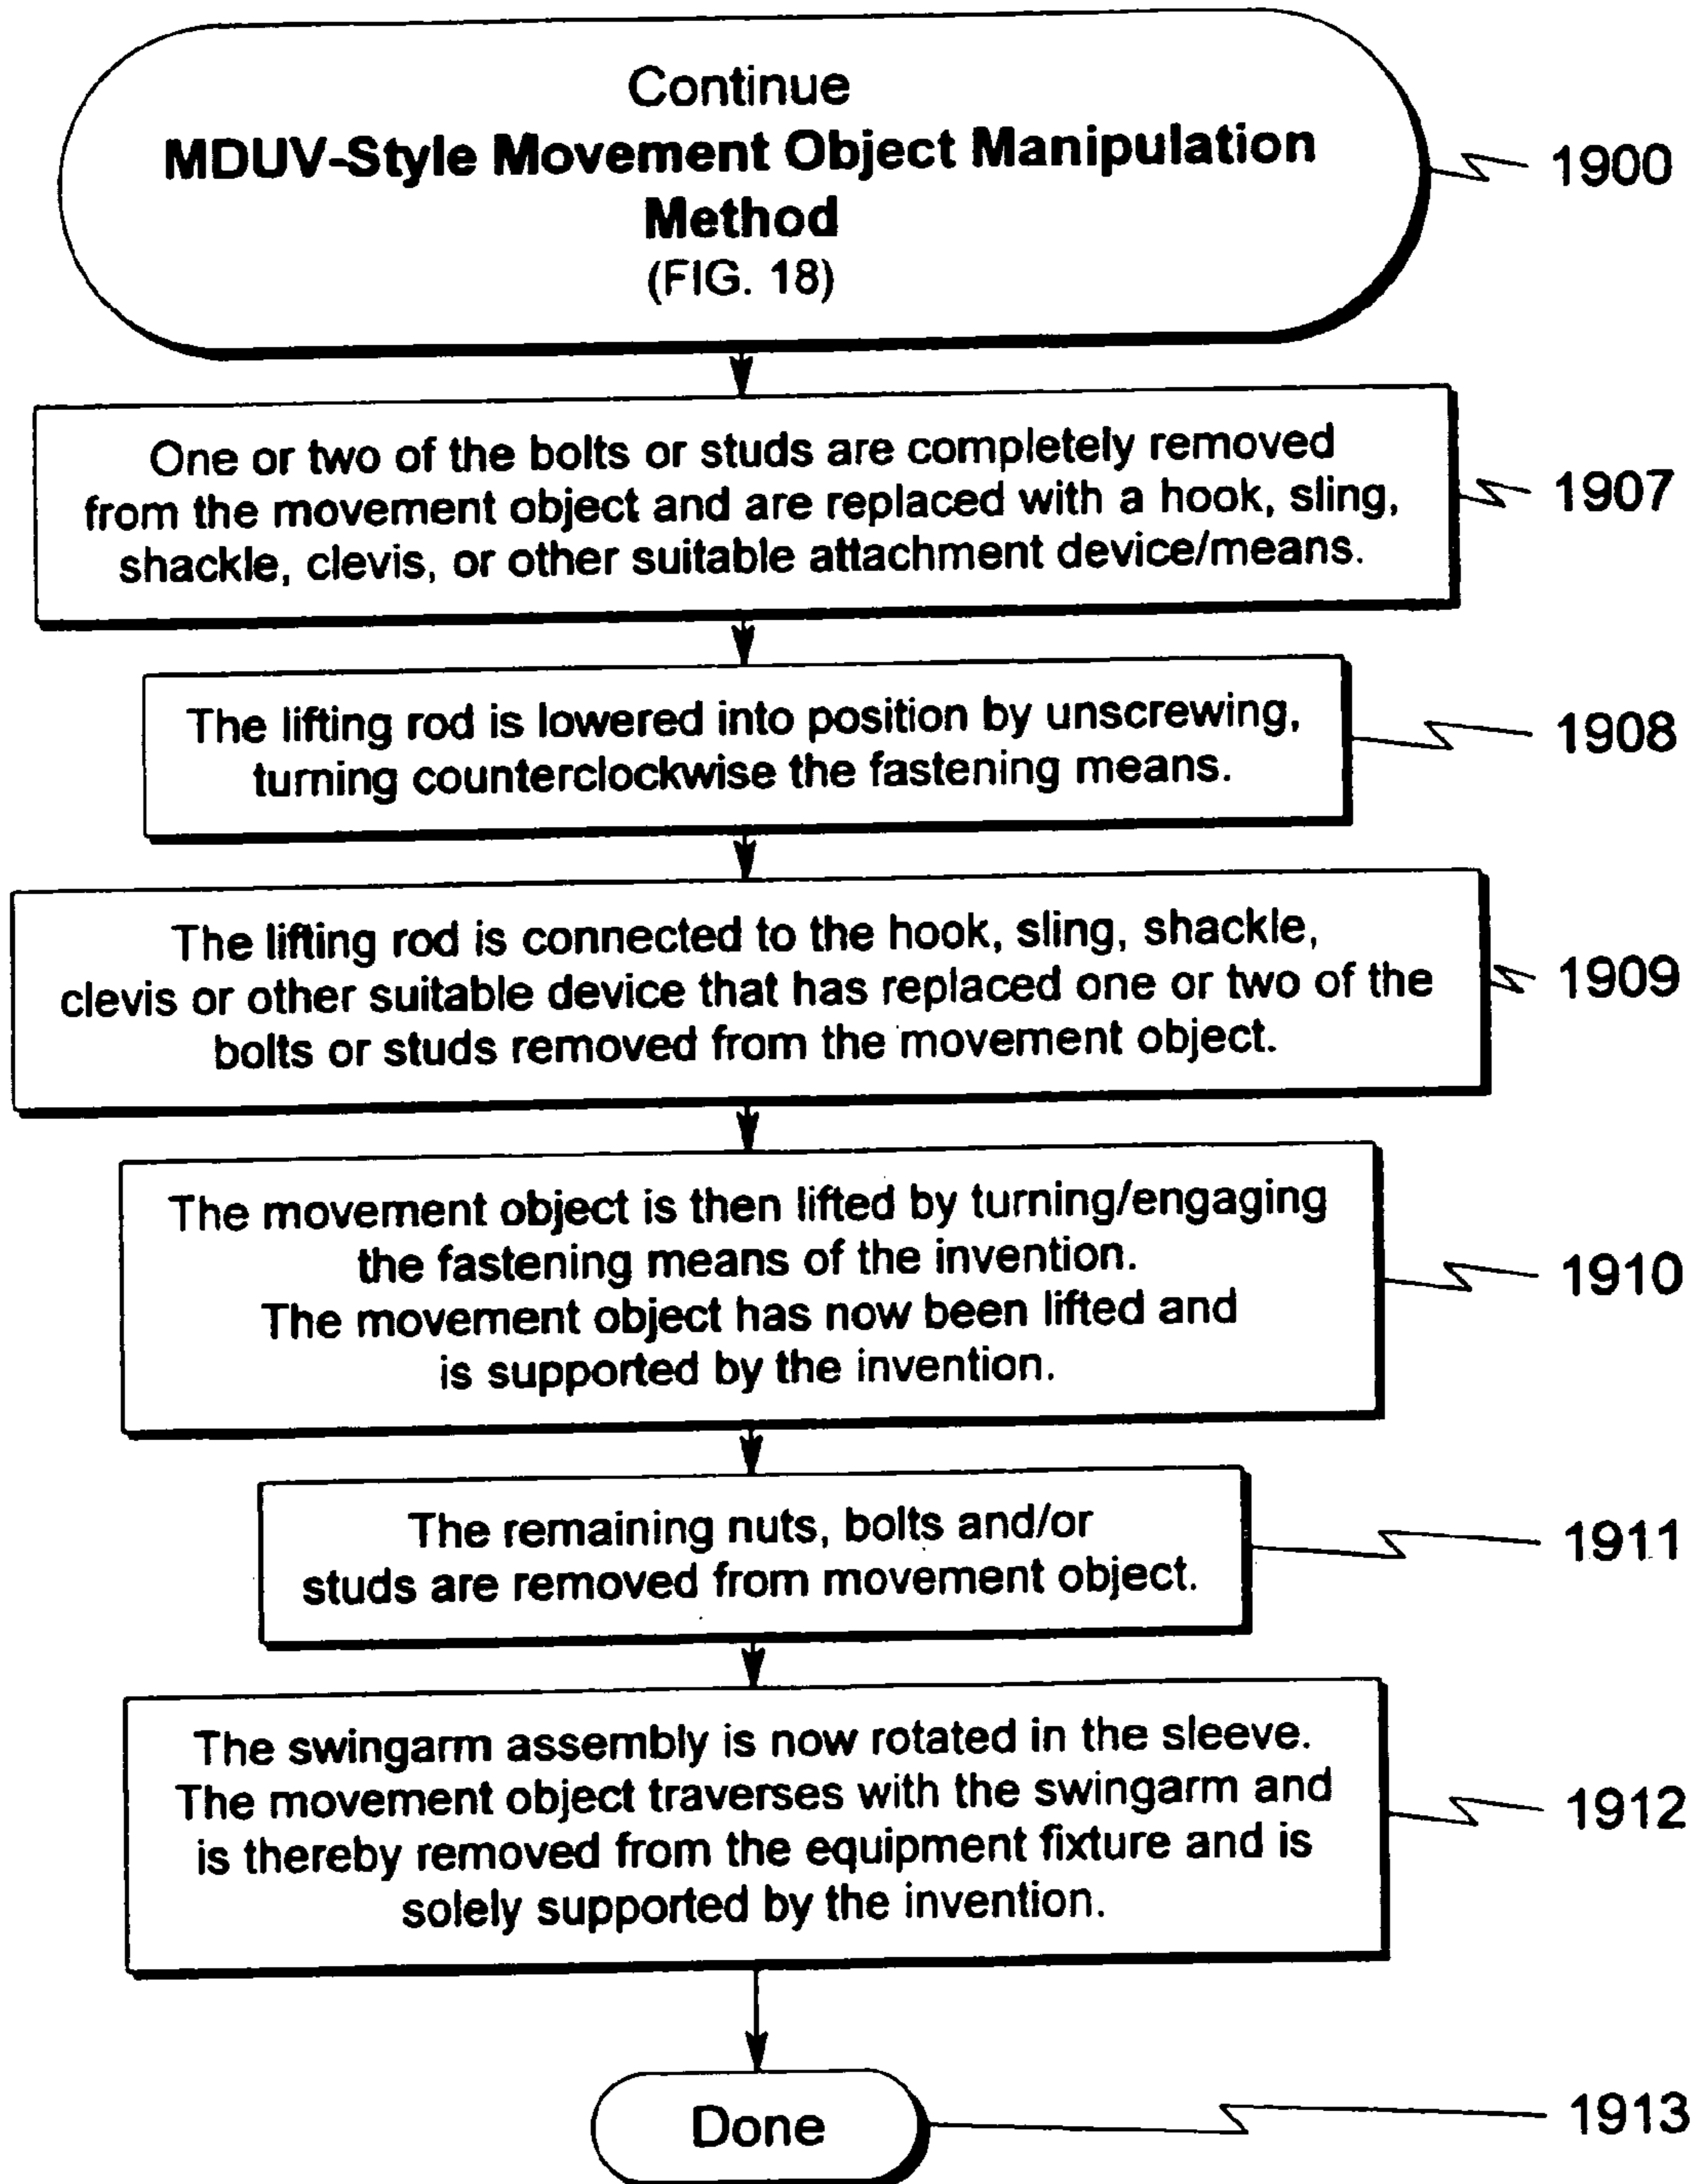 Continue
MDUV-Style Movement Object Manipulation
Method
(FIG. 18)
1900
One or two of the bolts or studs are completely removed
from the movement object and are replaced with a hook, sling,
shackle, clevis, or other suitable attachment device/means.
1907
The lifting rod is lowered into position by unscrewing,
turning counterclockwise the fastening means.
1908
The lifting rod is connected to the hook, sling, shackle,
clevis or other suitable device that has replaced one or two of the
bolts or studs removed from the movement object.
1909
The movement object is then lifted by turning/engaging
the fastening means of the invention.
The movement object has now been lifted and
is supported by the invention.
1910
The remaining nuts, bolts and/or
studs are removed from movement object.
1911
The swingarm assembly is now rotated in the sleeve.
The movement object traverses with the swingarm and
is thereby removed from the equipment fixture and is
solely supported by the invention.
1912
Done
1913